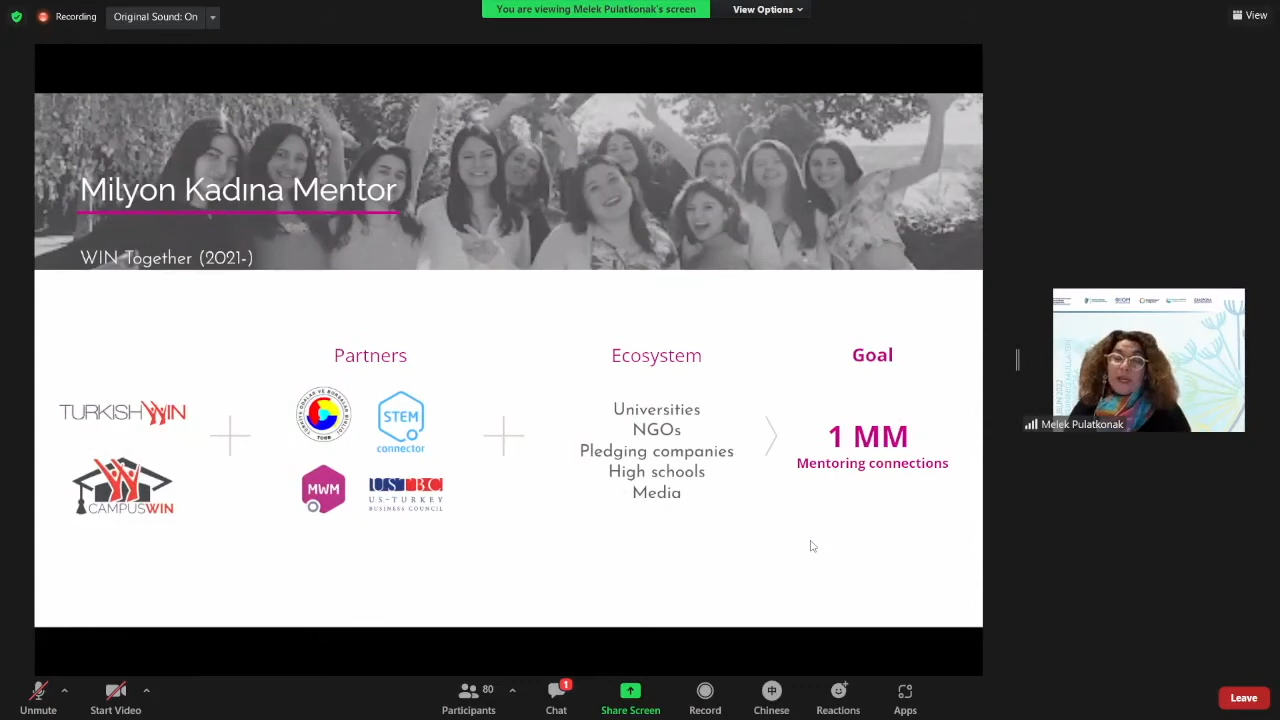 Recording
Original Sound: On
You are viewing Melek Pulatkonak's screen
View Options
View
Milyon Kadına Mentor
WIN Together (2021-)
Partners
Ecosystem
Goal
TURKISHWIN
CAMPUSWIN
TOBB
STEM
connector
MWM
USTBC
US-TURKEY
BUSINESS COUNCIL
Universities
NGOs
Pledging companies
High schools
Media
1 MM
Mentoring connections
Melek Pulatkonak
Unmute
Start Video
80
Participants
1
Chat
Share Screen
Record
中
Chinese
Reactions
Apps
Leave